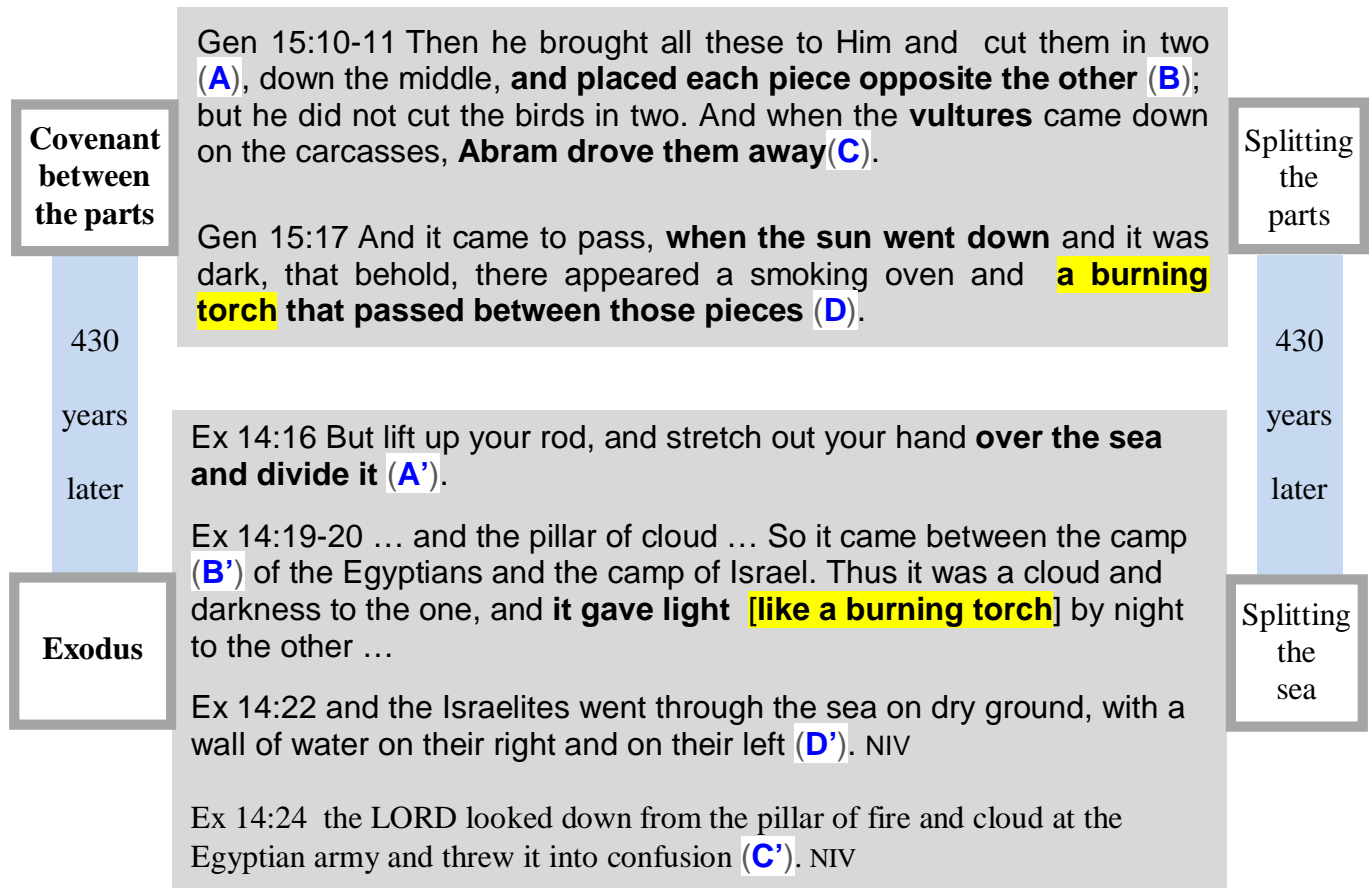 Gen 15:10-11 Then he brought all these to Him and cut them in two
(A), down the middle, and placed each piece opposite the other (B);
but he did not cut the birds in two. And when the vultures came down
on the carcasses, Abram drove them away(C).
Gen 15:17 And it came to pass, when the sun went down and it was
dark, that behold, there appeared a smoking oven and a burning
torch that passed between those pieces (D).
Covenant
between
the parts
Splitting
the
parts
430
years
later
430
years
later
Ex 14:16 But lift up your rod, and stretch out your hand over the sea
and divide it (A’).
Ex 14:19-20 … and the pillar of cloud … So it came between the camp
(B’) of the Egyptians and the camp of Israel. Thus it was a cloud and
darkness to the one, and it gave light [like a burning torch] by night
to the other …
Ex 14:22 and the Israelites went through the sea on dry ground, with a
wall of water on their right and on their left (D’). NIV
Ex 14:24 the LORD looked down from the pillar of fire and cloud at the
Egyptian army and threw it into confusion (C’). NIV
Exodus
Splitting
the
sea